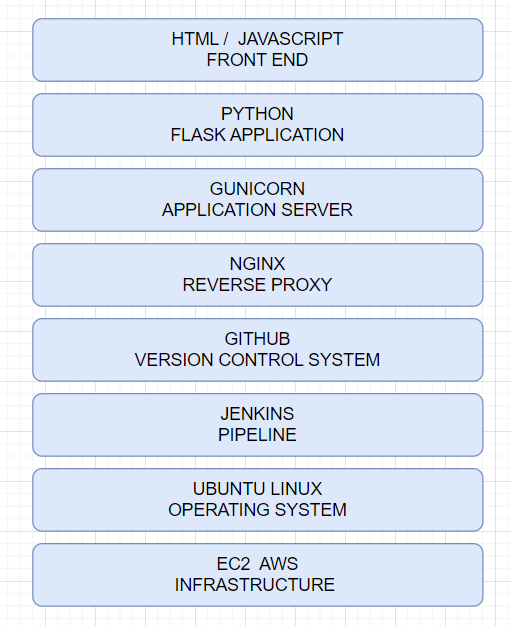 HTML / JAVASCRIPT
FRONT END
PYTHON
FLASK APPLICATION
GUNICORN
APPLICATION SERVER
NGINX
REVERSE PROXY
GITHUB
VERSION CONTROL SYSTEM
JENKINS
PIPELINE
UBUNTU LINUX
OPERATING SYSTEM
EC2 AWS
INFRASTRUCTURE